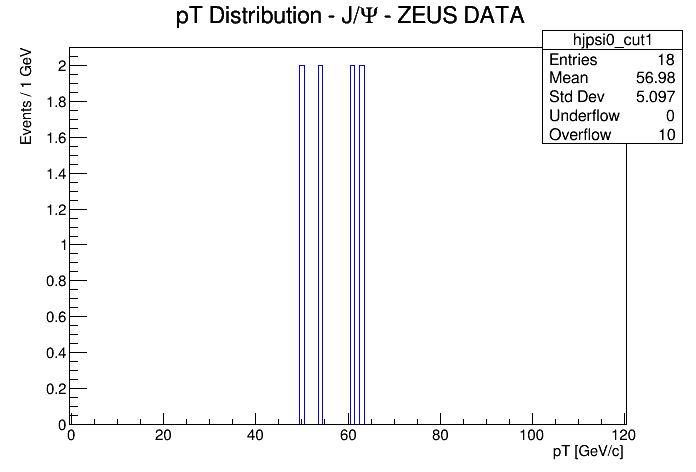 pT Distribution - J/Ψ - ZEUS DATA
hjpsi0_cut1
Entries 18
Mean 56.98
Std Dev 5.097
Underflow 0
Overflow 10
Events / 1 GeV
2
1.8
1.6
1.4
1.2
1
0.8
0.6
0.4
0.2
0
0 20 40 60 80 100 120
pT [GeV/c]